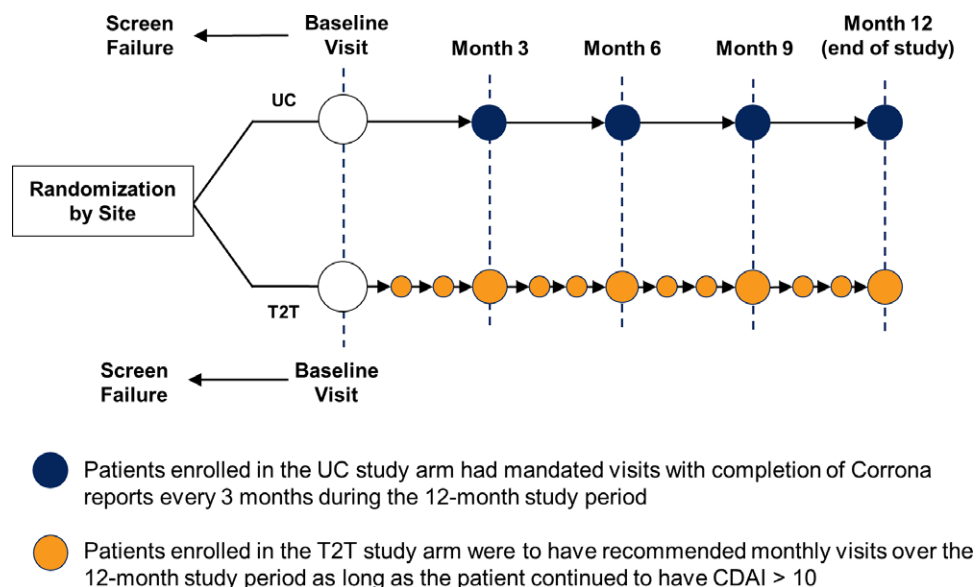 Screen
Failure
Baseline
Visit
Month 3
Month 6
Month 9
Month 12
(end of study)
UC
Randomization
by Site
T2T
Screen
Failure
Baseline
Visit
Patients enrolled in the UC study arm had mandated visits with completion of Corrona
reports every 3 months during the 12-month study period
Patients enrolled in the T2T study arm were to have recommended monthly visits over the
12-month study period as long as the patient continued to have CDAI > 10